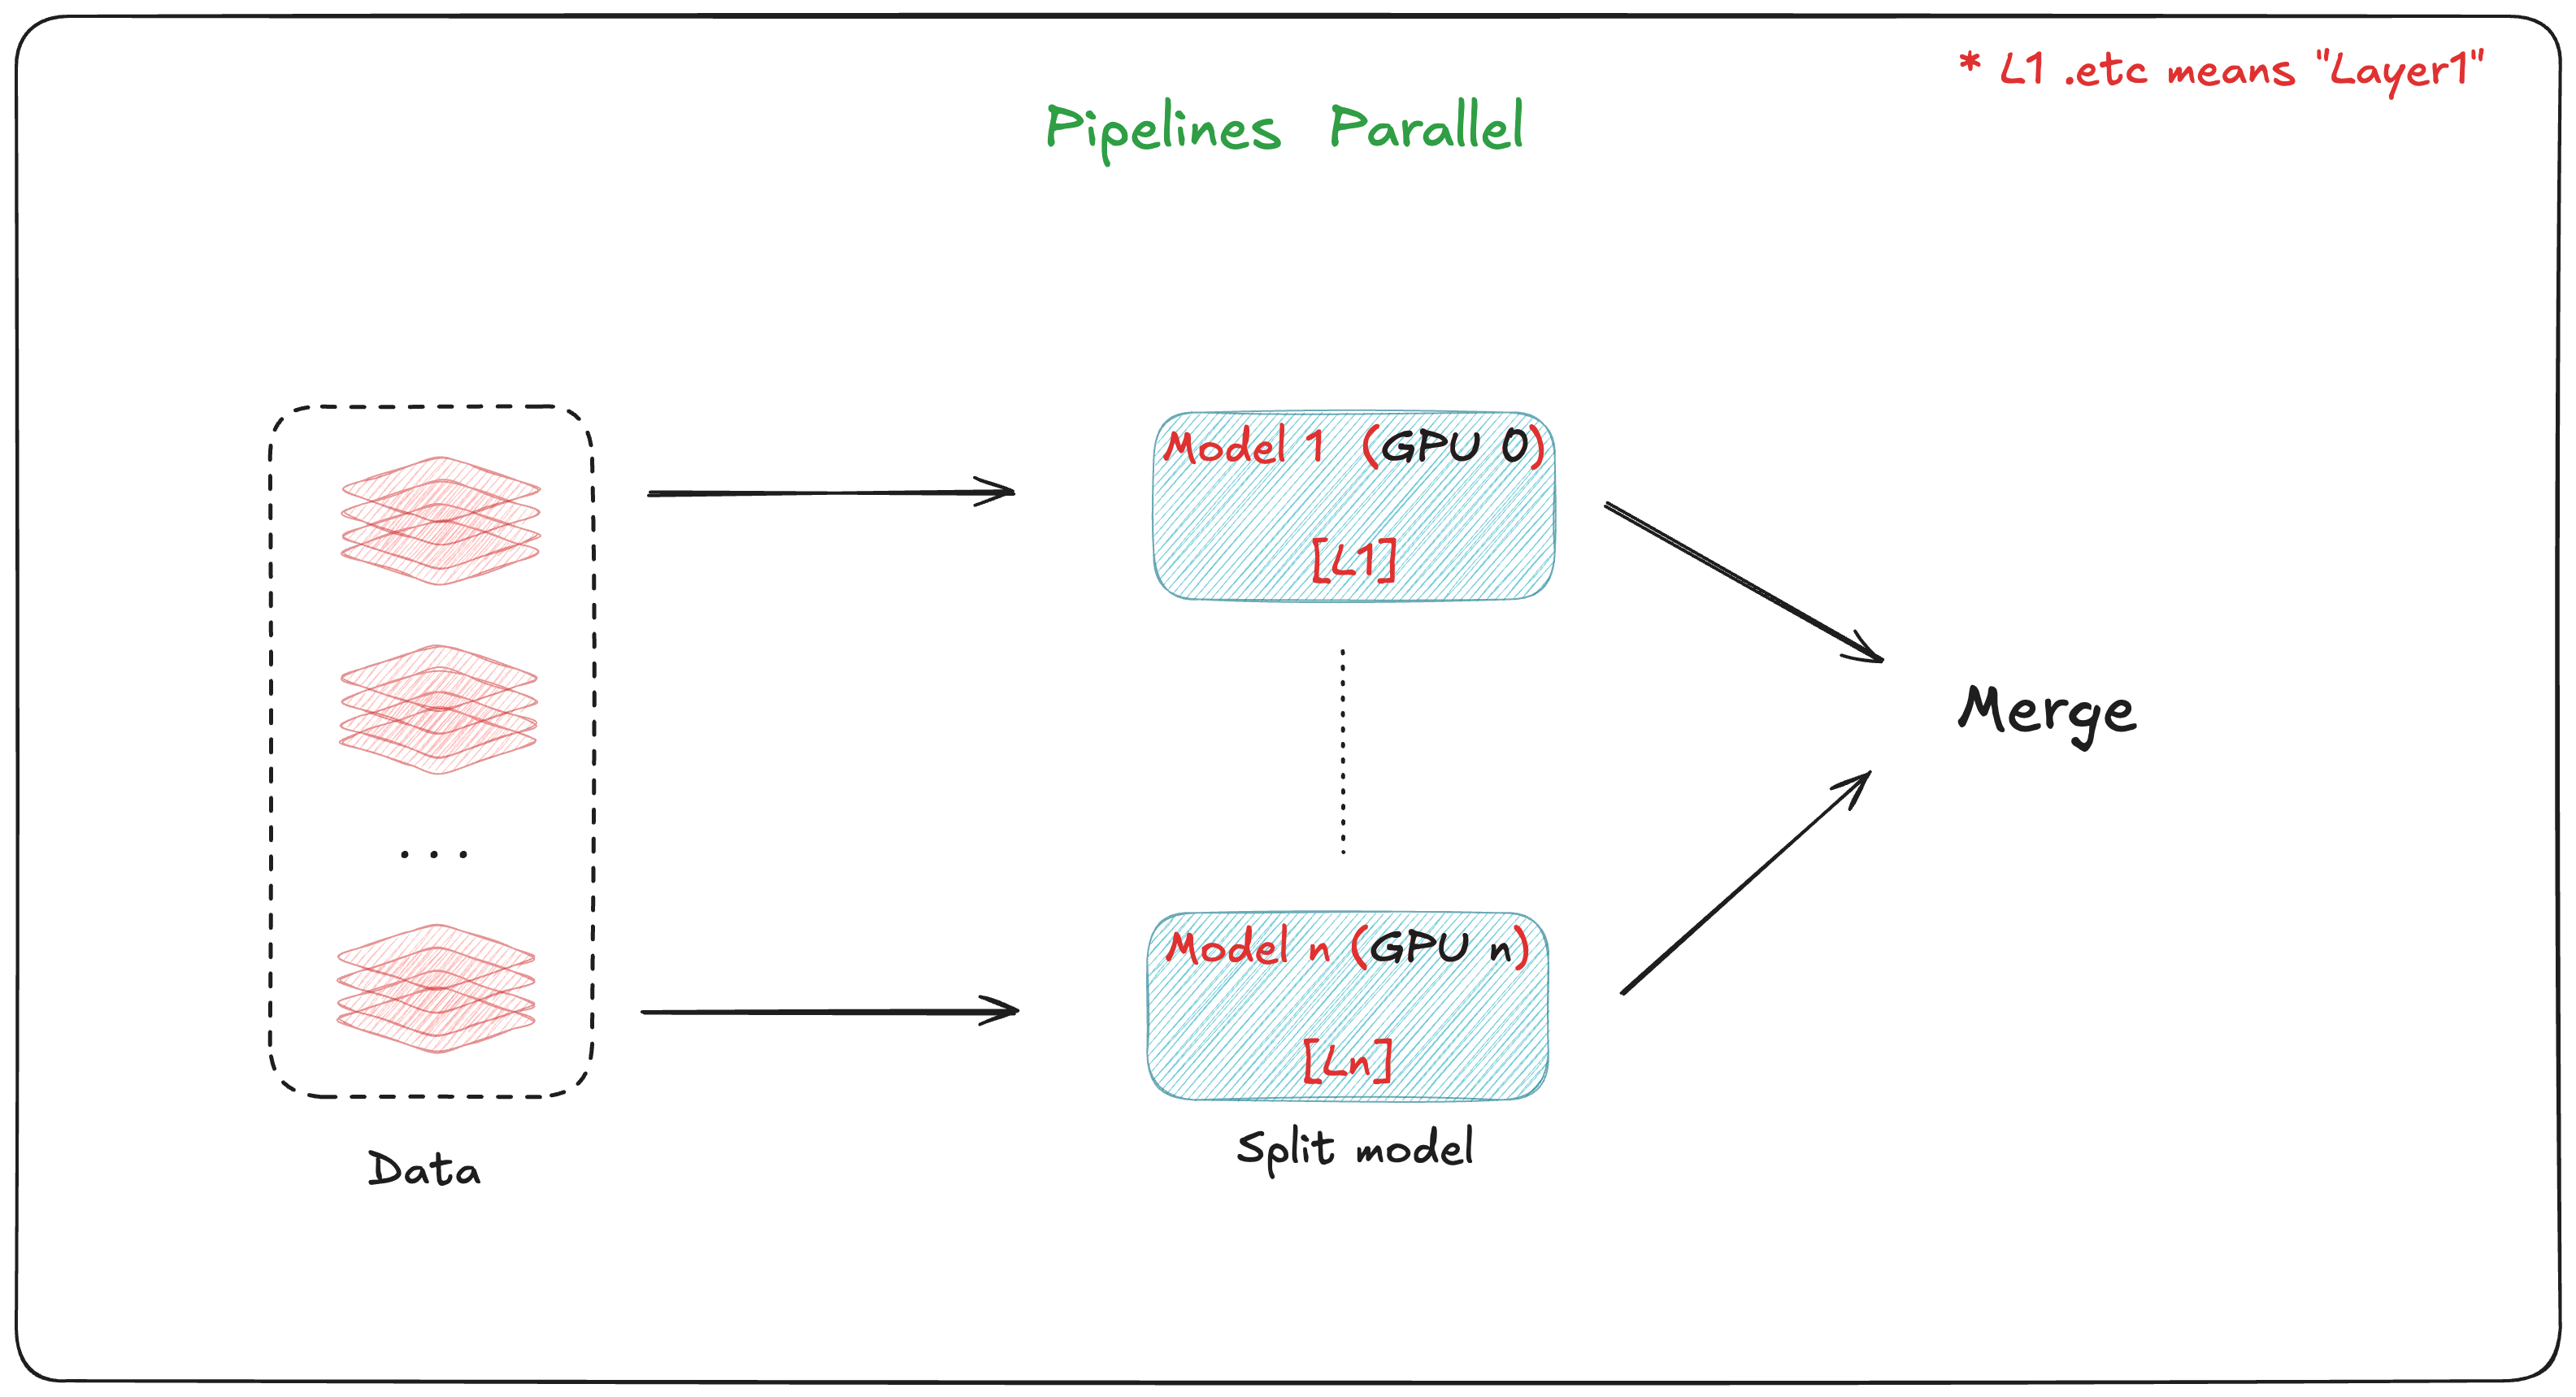 * L1 .etc means "Layer1"
Pipelines Parallel
Model 1 (GPU 0)
[L1]
...
Merge
Model n (GPU n)
[Ln]
Split model
Data